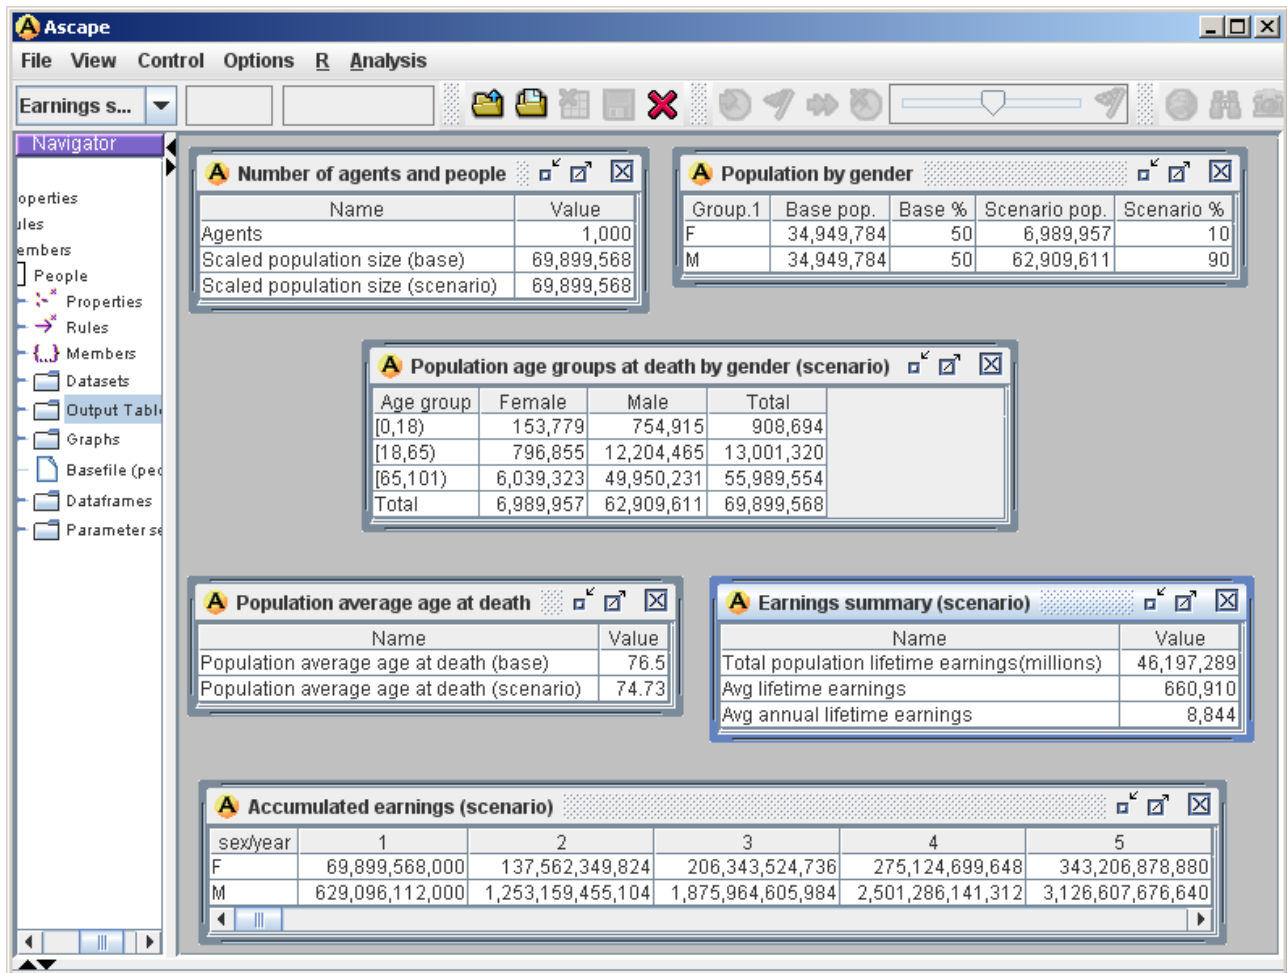 Ascape
File View Control Options R Analysis
Earnings s...
Navigator
operties
ules
embers
People
Properties
Rules
{..} Members
Datasets
Output Table
Graphs
Basefile (peo
Dataframes
Parameter se
Number of agents and people
Name Value
Agents 1,000
Scaled population size (base) 69,899,568
Scaled population size (scenario) 69,899,568
Population by gender
Group.1 Base pop. Base % Scenario pop. Scenario %
F 34,949,784 50 6,989,957 10
M 34,949,784 50 62,909,611 90
Population age groups at death by gender (scenario)
Age group Female Male Total
[0,18) 153,779 754,915 908,694
[18,65) 796,855 12,204,465 13,001,320
[65,101) 6,039,323 49,950,231 55,989,554
Total 6,989,957 62,909,611 69,899,568
Population average age at death
Name Value
Population average age at death (base) 76.5
Population average age at death (scenario) 74.73
Earnings summary (scenario)
Name Value
Total population lifetime earnings(millions) 46,197,289
Avg lifetime earnings 660,910
Avg annual lifetime earnings 8,844
Accumulated earnings (scenario)
sex/year 1 2 3 4 5
F 69,899,568,000 137,562,349,824 206,343,524,736 275,124,699,648 343,206,878,880
M 629,096,112,000 1,253,159,455,104 1,875,964,605,984 2,501,286,141,312 3,126,607,676,640